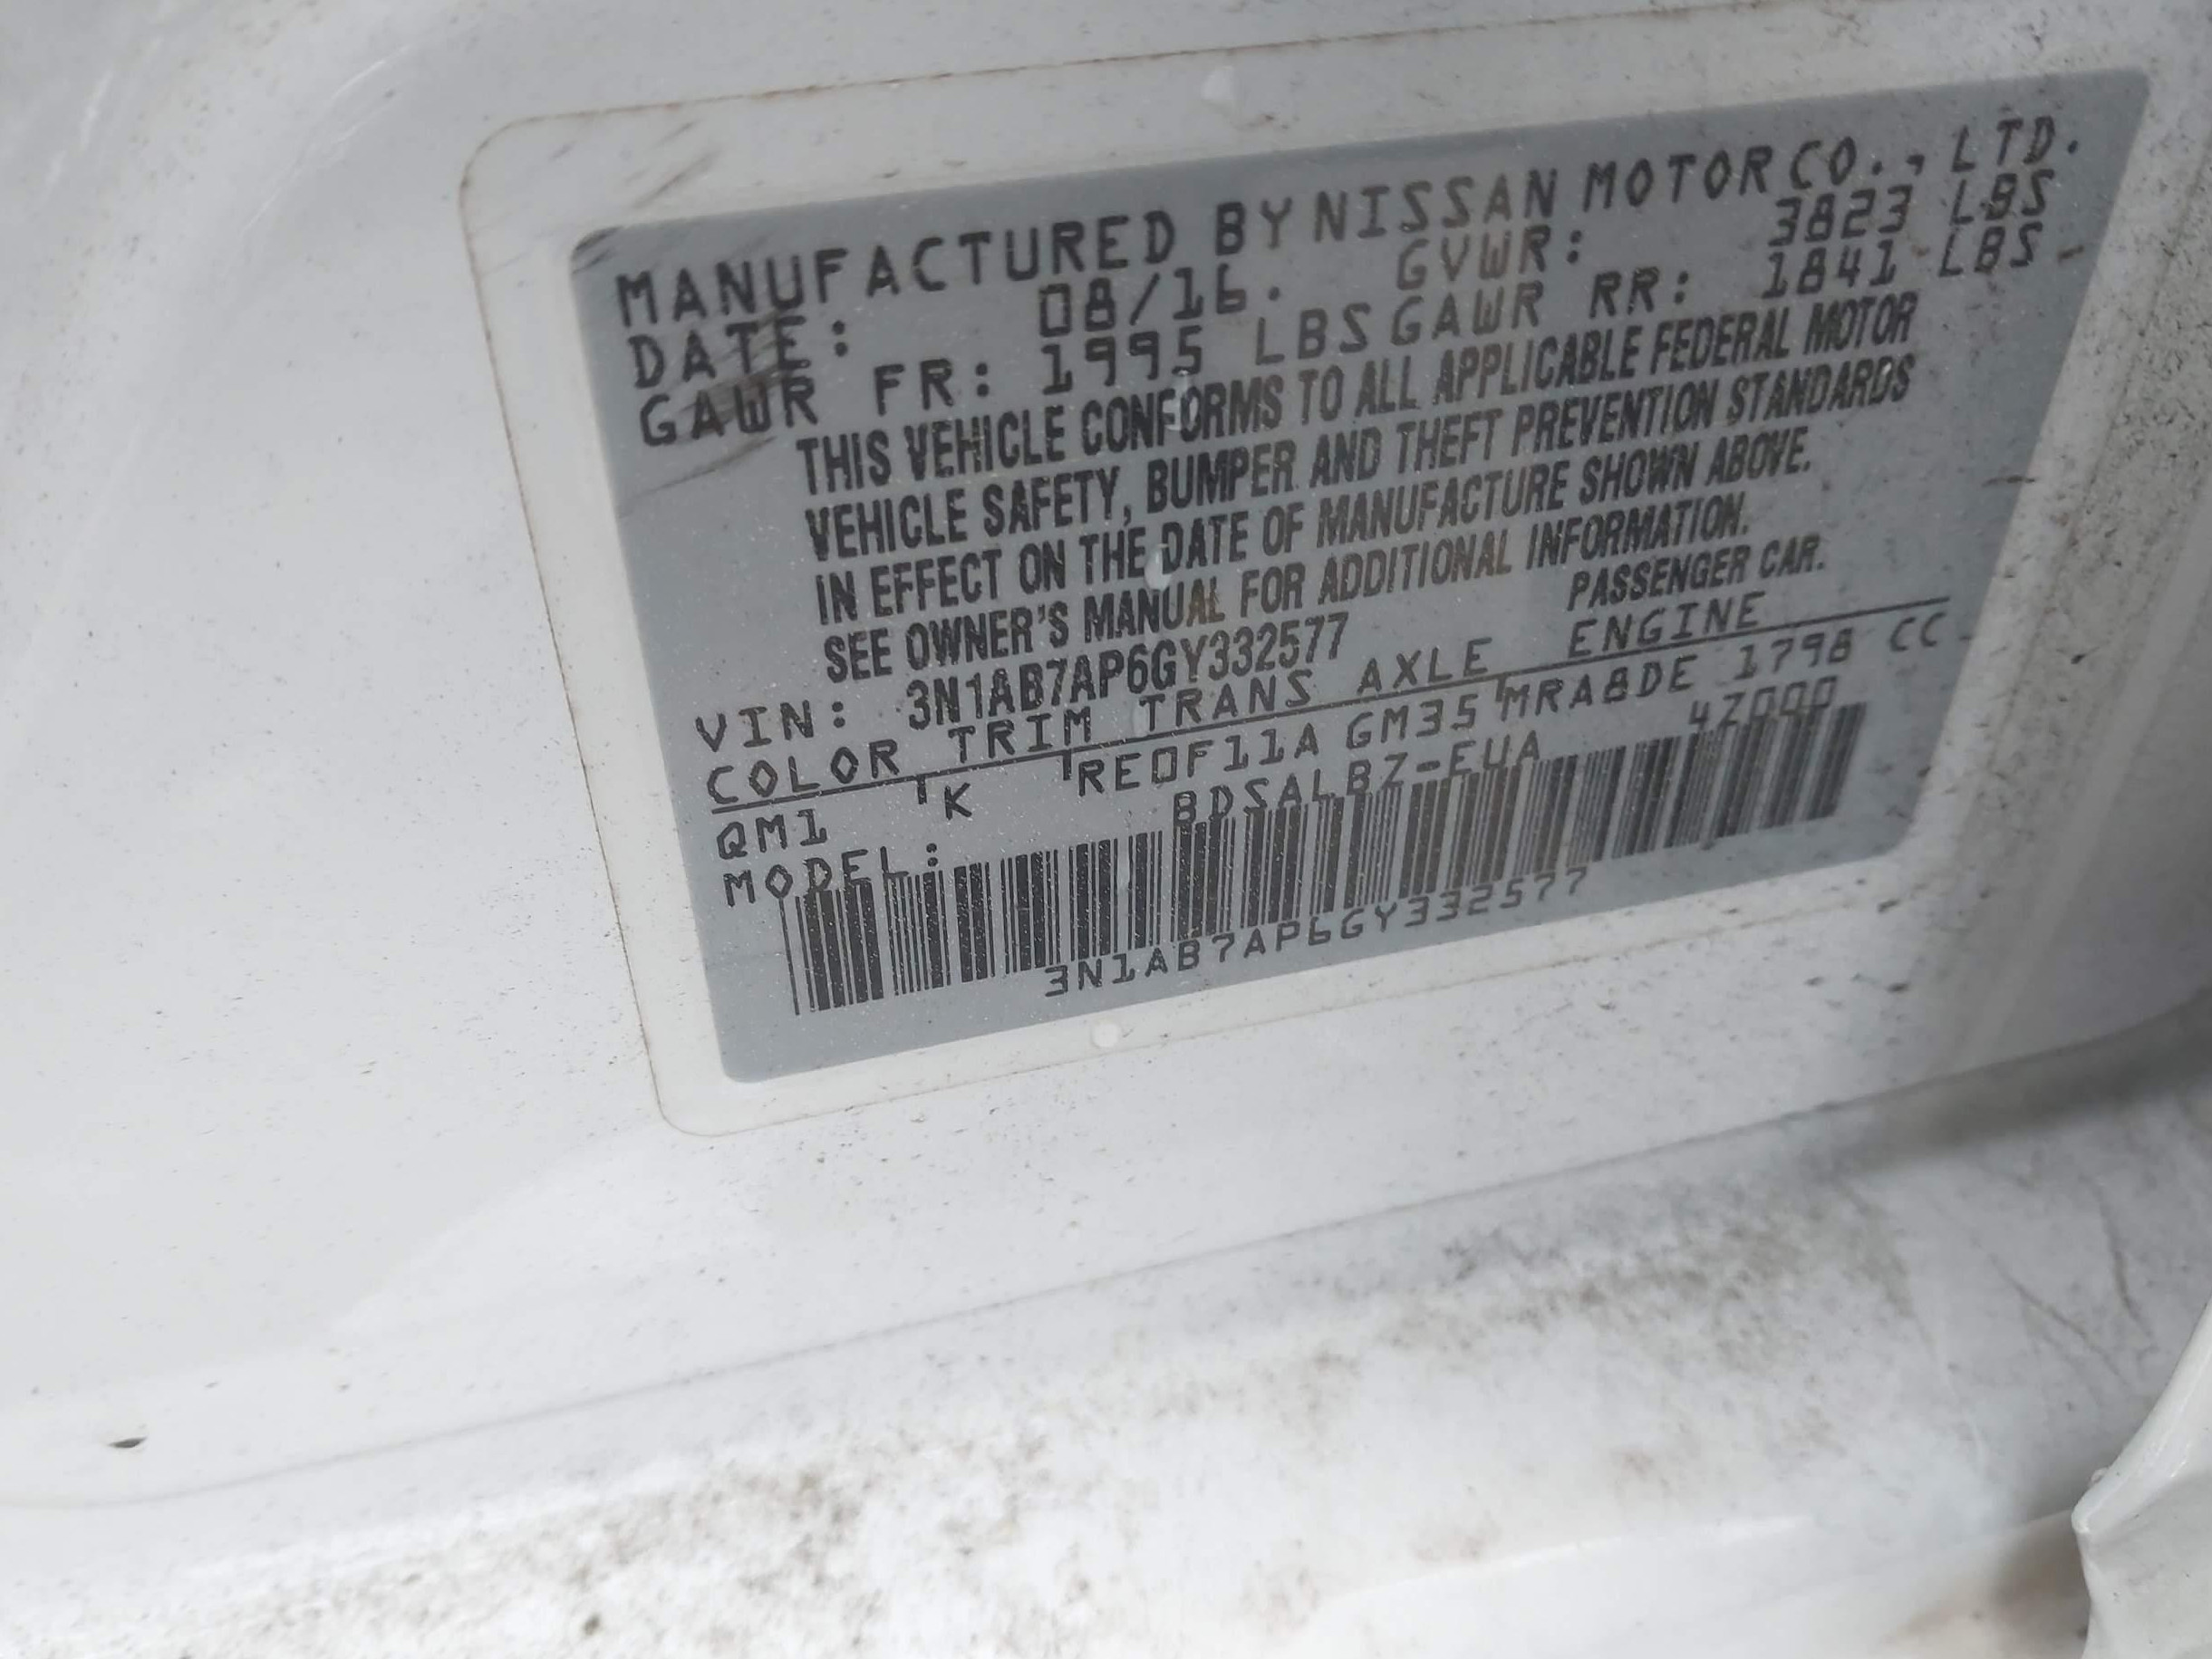 MANUFACTURED BY NISSAN MOTOR CO., LTD.
DATE: 08/16. GVWR: 3823 LBS
GAWR FR: 1995 LBS GAWR RR: 1841 LBS
THIS VEHICLE CONFORMS TO ALL APPLICABLE FEDERAL MOTOR
VEHICLE SAFETY, BUMPER AND THEFT PREVENTION STANDARDS
IN EFFECT ON THE DATE OF MANUFACTURE SHOWN ABOVE.
SEE OWNER'S MANUAL FOR ADDITIONAL INFORMATION.
VIN: 3N1AB7AP6GY332577 PASSENGER CAR.
COLOR TRIM TRANS AXLE ENGINE
QM1 K RE0F11A GM35 MRA8DE 1798 CC
MODEL: BDSALBZ-EUA 4Z000
3N1AB7AP6GY332577